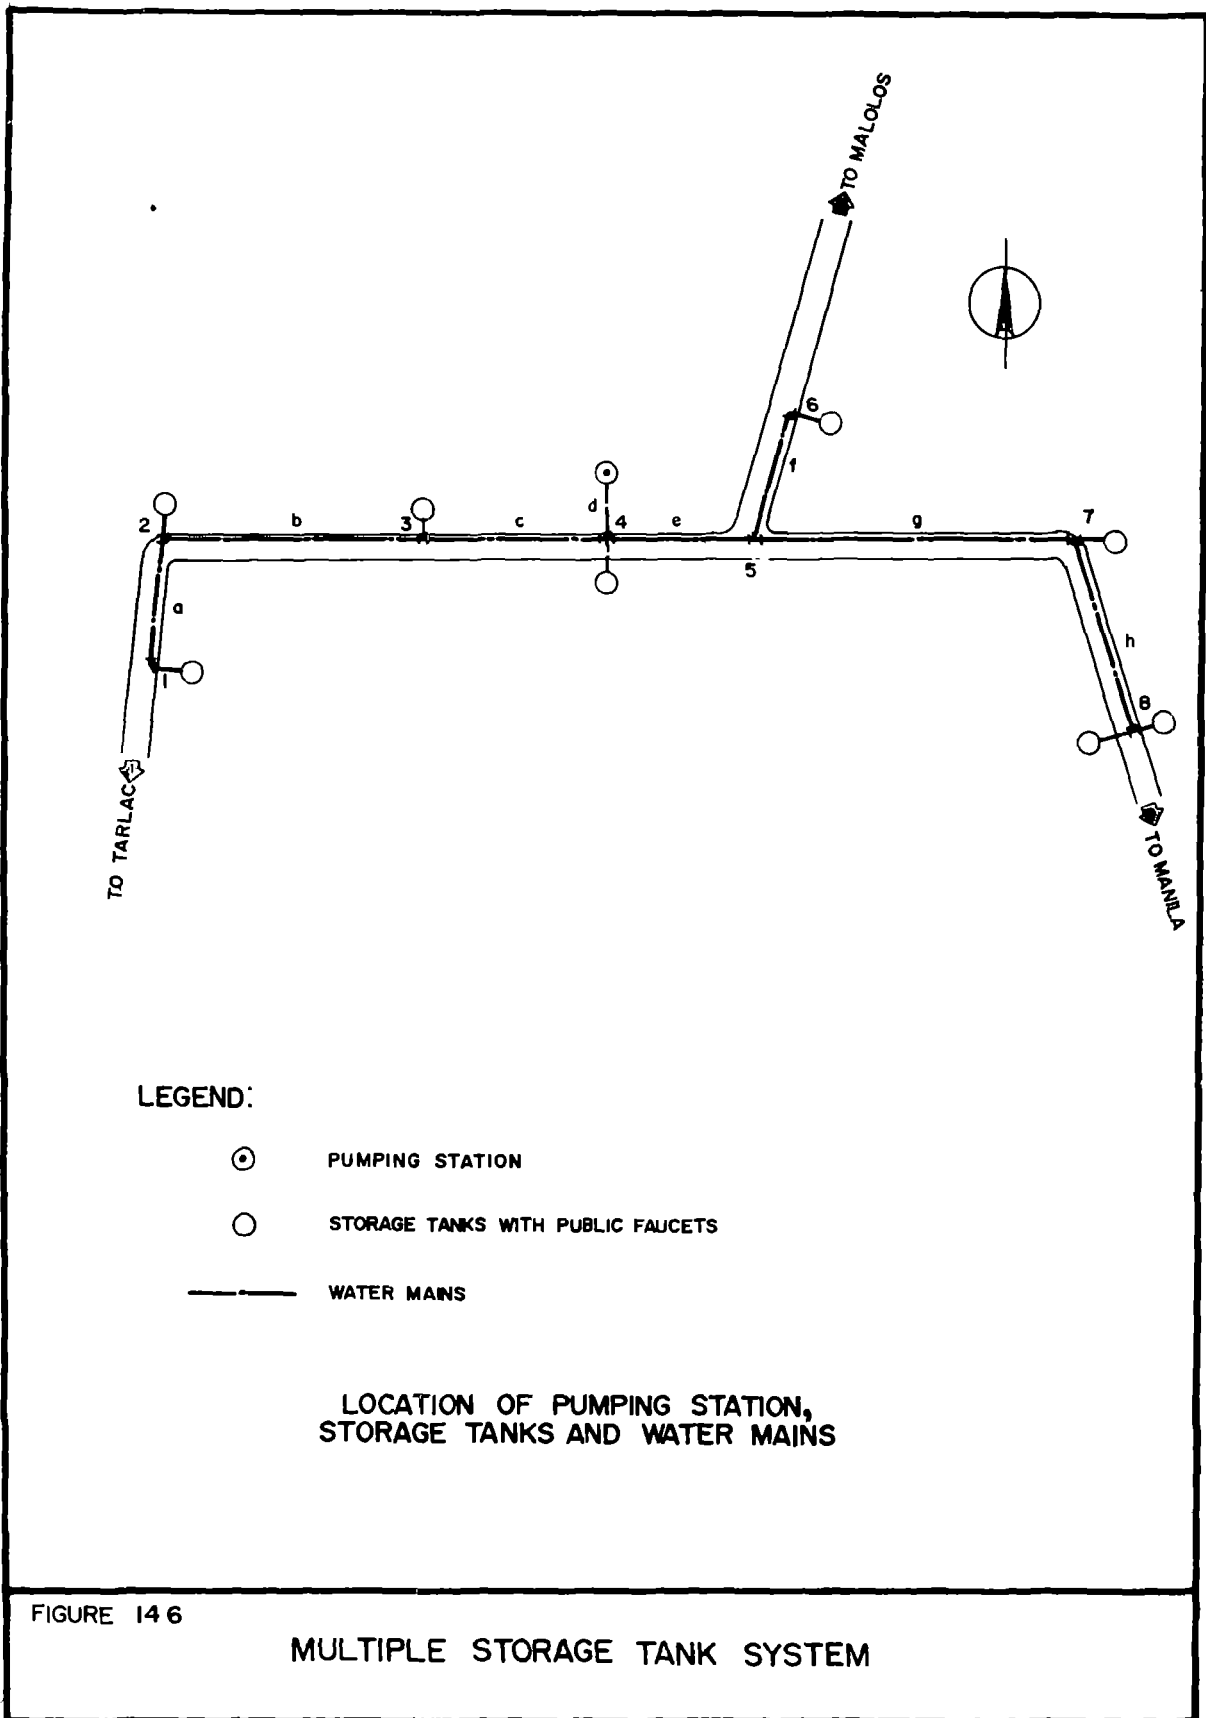 TO MALOLOS
6
f
d
2
b
3
c
4
e
g
7
5
a
h
1
8
TO TARLAC
TO MANILA
LEGEND:
PUMPING STATION
STORAGE TANKS WITH PUBLIC FAUCETS
WATER MAINS
LOCATION OF PUMPING STATION,
STORAGE TANKS AND WATER MAINS
FIGURE 14 6
MULTIPLE STORAGE TANK SYSTEM